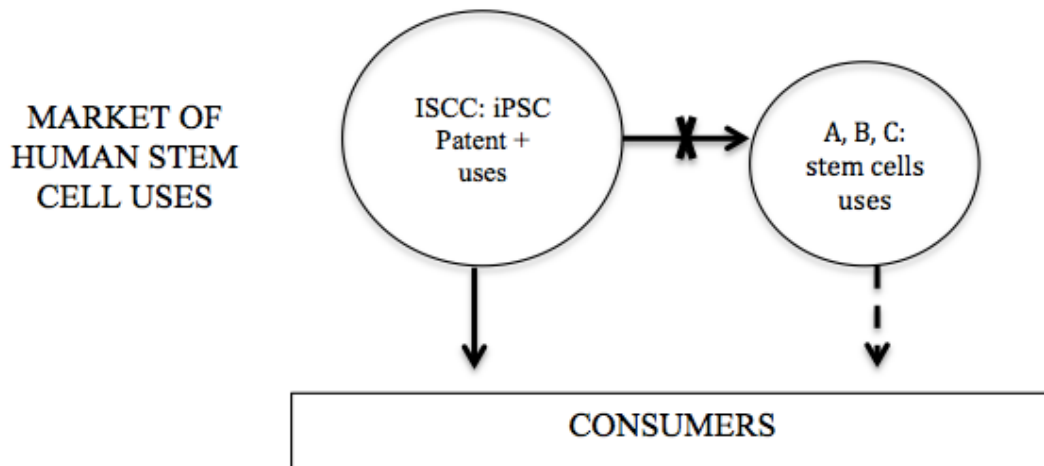 MARKET OF
HUMAN STEM
CELL USES
ISCC: iPSC
Patent +
uses
A, B, C:
stem cells
uses
CONSUMERS